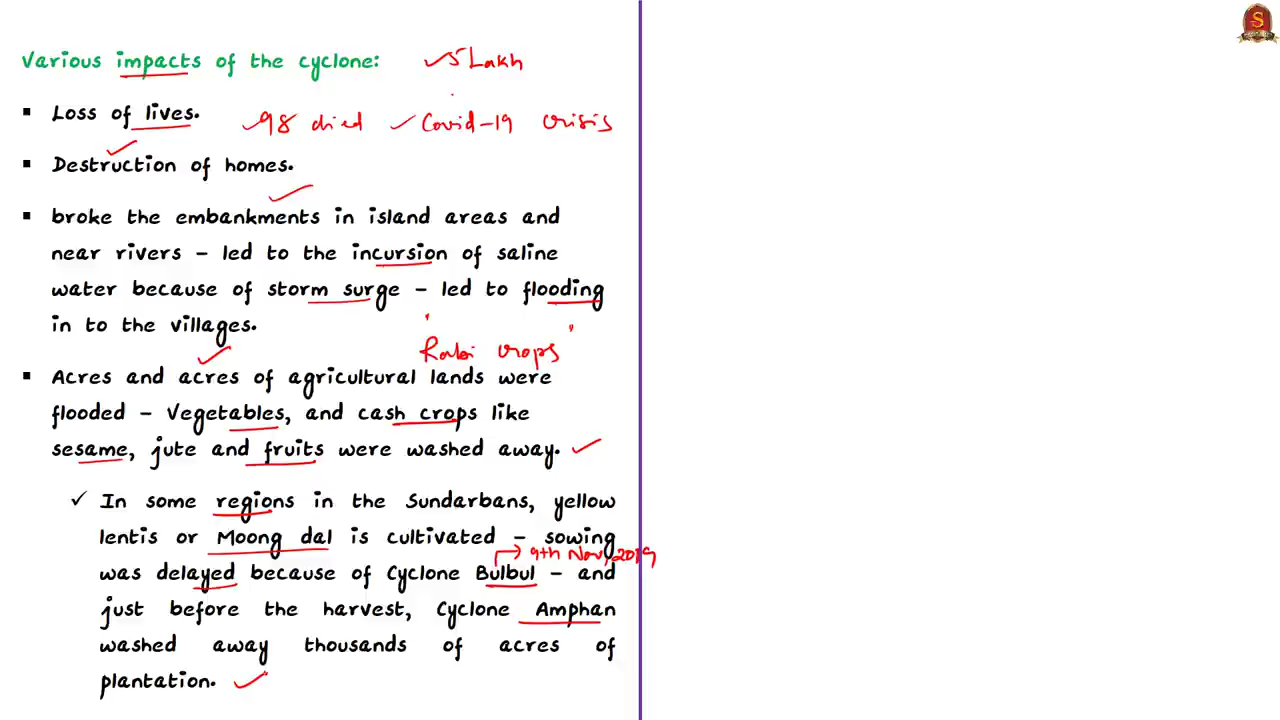 Various impacts of the cyclone: ✓5 Lakh
▪ Loss of lives. ✓98 died ✓Covid-19 crisis
▪ Destruction of homes.
▪ broke the embankments in island areas and
near rivers – led to the incursion of saline
water because of storm surge – led to flooding
in to the villages.
"Rabi crops"
▪ Acres and acres of agricultural lands were
flooded – Vegetables, and cash crops like
sesame, jute and fruits were washed away.
✓ In some regions in the Sundarbans, yellow
lentis or Moong dal is cultivated – sowing
→ 9th Nov, 2019
was delayed because of Cyclone Bulbul – and
just before the harvest, Cyclone Amphan
washed away thousands of acres of
plantation.
S